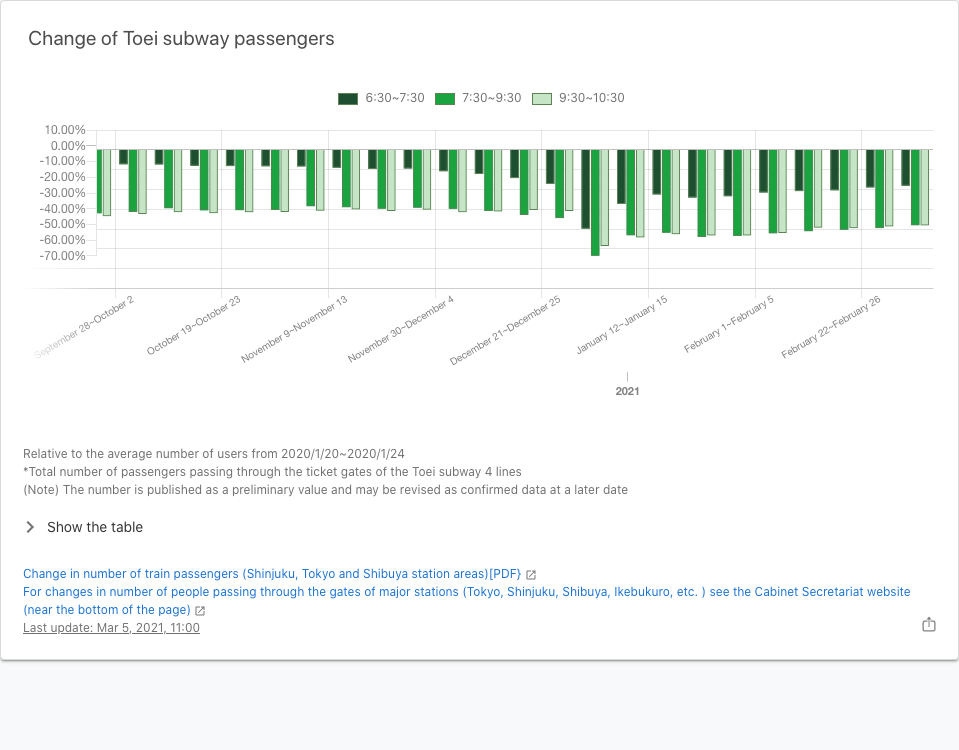 Change of Toei subway passengers
6:30~7:30 7:30~9:30 9:30~10:30
10.00%
0.00%
-10.00%
-20.00%
-30.00%
-40.00%
-50.00%
-60.00%
-70.00%
September 28~October 2
October 19~October 23
November 9~November 13
November 30~December 4
December 21~December 25
January 12~January 15
February 1~February 5
February 22~February 26
2021
Relative to the average number of users from 2020/1/20~2020/1/24
*Total number of passengers passing through the ticket gates of the Toei subway 4 lines
(Note) The number is published as a preliminary value and may be revised as confirmed data at a later date
Show the table
Change in number of train passengers (Shinjuku, Tokyo and Shibuya station areas)[PDF}
For changes in number of people passing through the gates of major stations (Tokyo, Shinjuku, Shibuya, Ikebukuro, etc. ) see the Cabinet Secretariat website
(near the bottom of the page)
Last update: Mar 5, 2021, 11:00